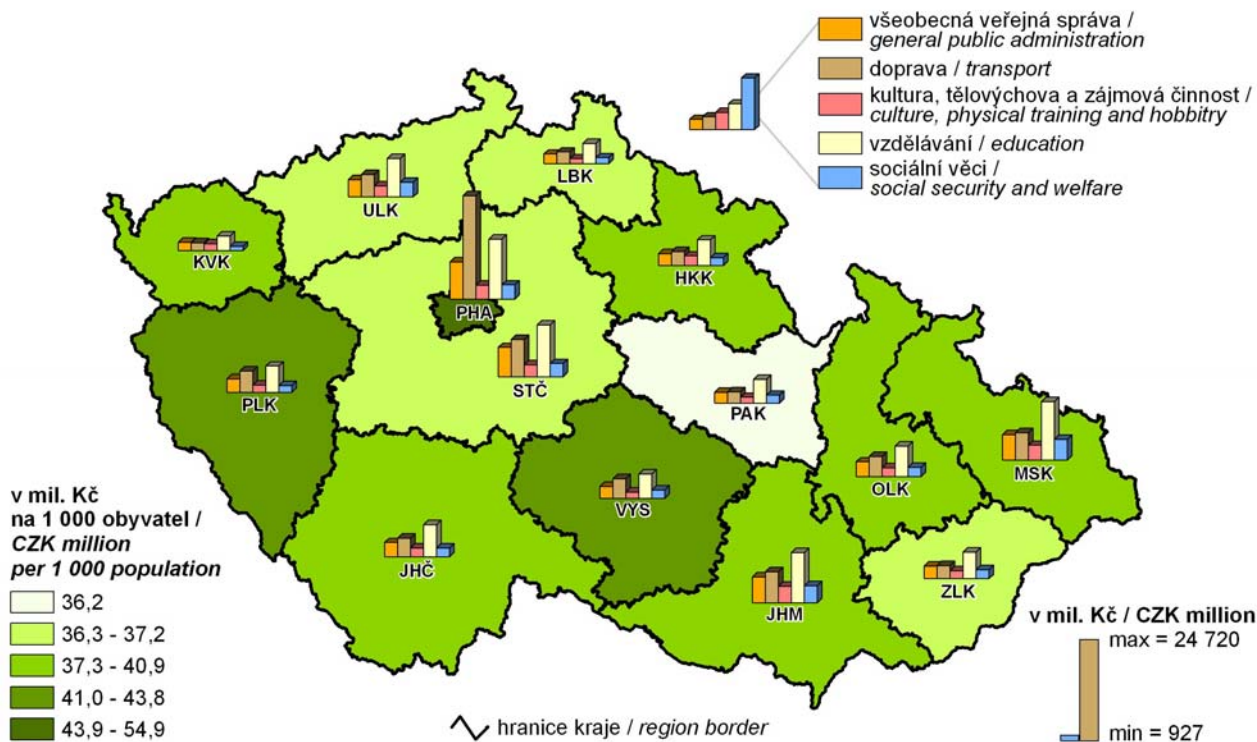 všeobecná veřejná správa /
general public administration
doprava / transport
kultura, tělovýchova a zájmová činnost /
culture, physical training and hobbitry
vzdělávání / education
sociální věci /
social security and welfare
LBK
ULK
KVK
HKK
PHA
STČ
PLK
PAK
MSK
OLK
VYS
JHČ
ZLK
JHM
v mil. Kč
na 1 000 obyvatel /
CZK million
per 1 000 population
36,2
36,3 - 37,2
37,3 - 40,9
41,0 - 43,8
43,9 - 54,9
hranice kraje / region border
v mil. Kč / CZK million
max = 24 720
min = 927